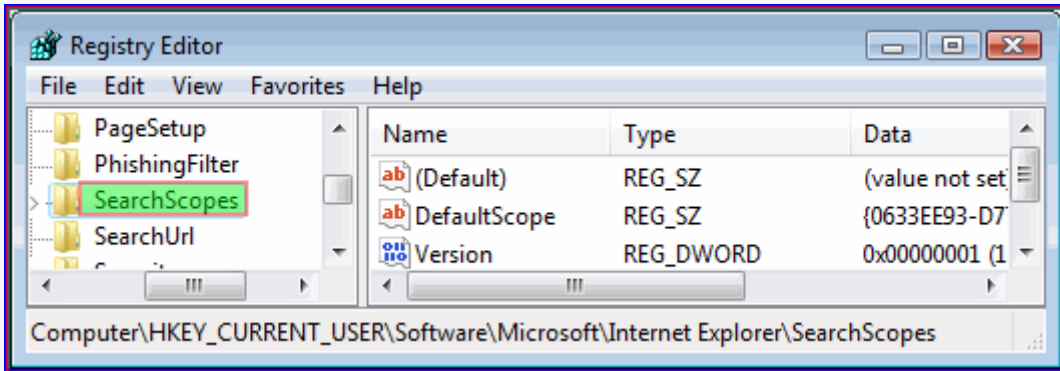 Registry Editor
File Edit View Favorites Help
PageSetup
PhishingFilter
SearchScopes
SearchUrl
Name Type Data
(Default) REG_SZ (value not set
DefaultScope REG_SZ {0633EE93-D7
Version REG_DWORD 0x00000001 (1
Computer\HKEY_CURRENT_USER\Software\Microsoft\Internet Explorer\SearchScopes